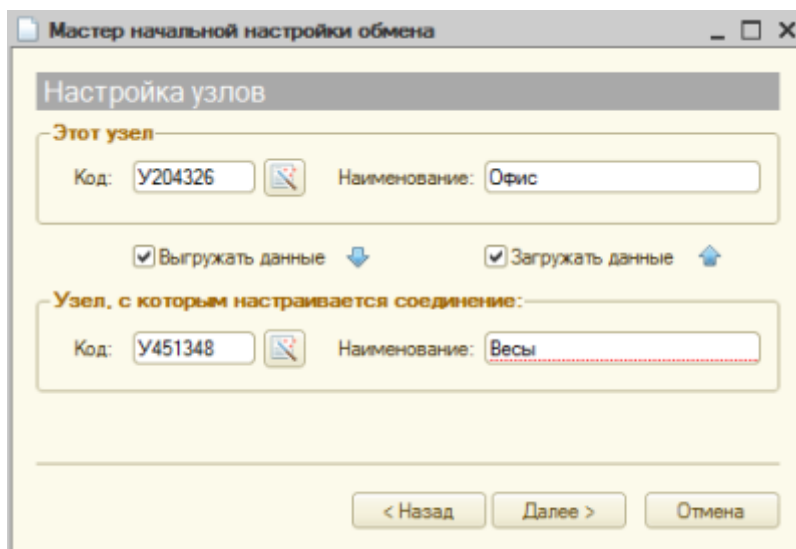 Мастер начальной настройки обмена
Настройка узлов
Этот узел
Код: У204326 Наименование: Офис
Выгружать данные Загружать данные
Узел, с которым настраивается соединение:
Код: У451348 Наименование: Весы
< Назад Далее > Отмена